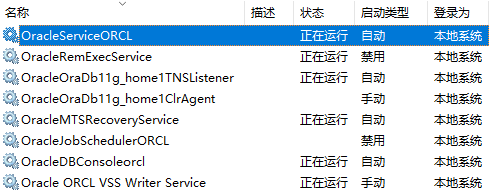 名称 描述 状态 启动类型 登录为
OracleServiceORCL 正在运行 自动 本地系统
OracleRemExecService 正在运行 禁用 本地系统
OracleOraDb11g_home1TNSListener 正在运行 自动 本地系统
OracleOraDb11g_home1ClrAgent 手动 本地系统
OracleMTSRecoveryService 正在运行 自动 本地系统
OracleJobSchedulerORCL 禁用 本地系统
OracleDBConsoleorcl 正在运行 自动 本地系统
Oracle ORCL VSS Writer Service 正在运行 手动 本地系统